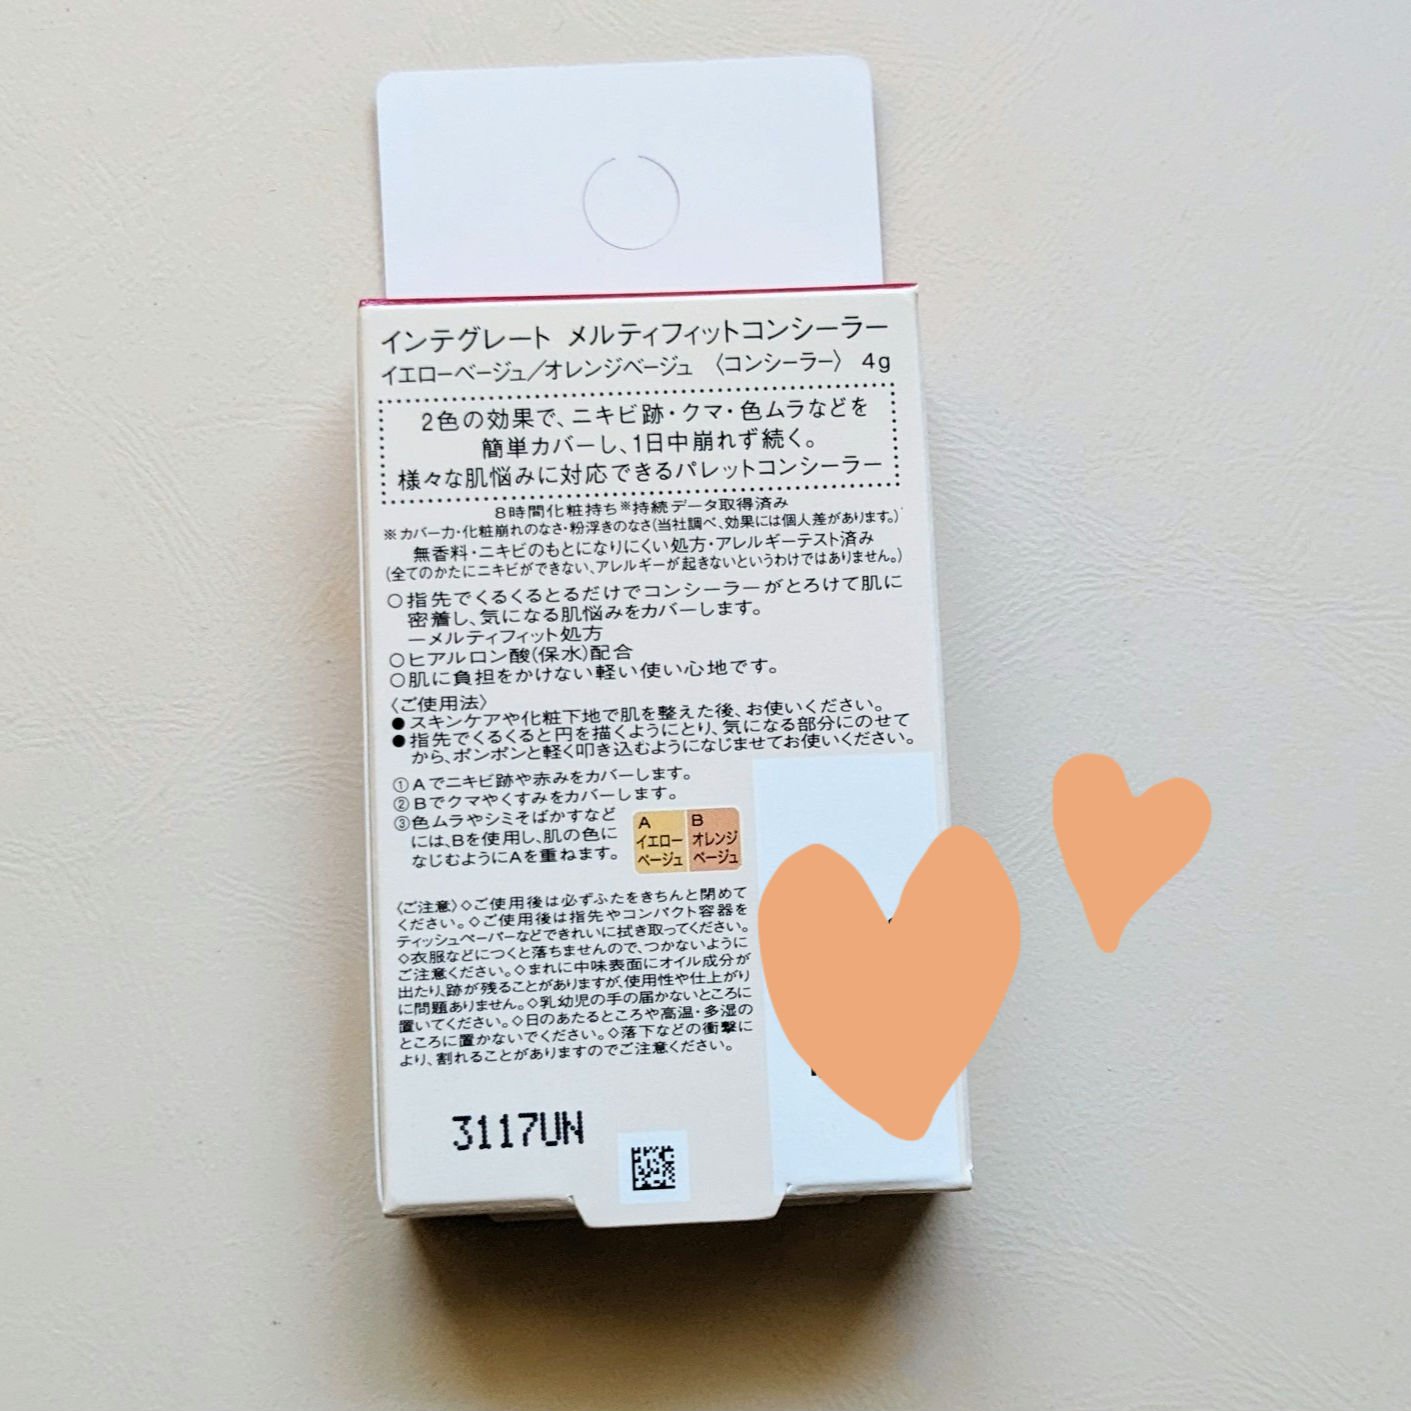 インテグレート メルティフィットコンシーラー
イエローベージュ／オレンジベージュ 〈コンシーラー〉 4g
2色の効果で、ニキビ跡・クマ・色ムラなどを
簡単カバーし、1日中崩れず続く。
様々な肌悩みに対応できるパレットコンシーラー
8時間化粧持ち※持続データ取得済み
※カバー力・化粧崩れのなさ・粉浮きのなさ(当社調べ、効果には個人差があります。)
無香料・ニキビのもとになりにくい処方・アレルギーテスト済み
(全てのかたにニキビができない、アレルギーが起きないというわけではありません。)
○指先でくるくるとるだけでコンシーラーがとろけて肌に
密着し、気になる肌悩みをカバーします。
－メルティフィット処方
○ヒアルロン酸(保水)配合
○肌に負担をかけない軽い使い心地です。
〈ご使用法〉
●スキンケアや化粧下地で肌を整えた後、お使いください。
●指先でくるくると円を描くようにとり、気になる部分にのせて
から、ポンポンと軽く叩き込むようになじませてお使いください。
①Aでニキビ跡や赤みをカバーします。
②Bでクマやくすみをカバーします。
③色ムラやシミそばかすなど
には、Bを使用し、肌の色に
なじむようにAを重ねます。
A B
イエロー オレンジ
ベージュ ベージュ
〈ご注意〉◇ご使用後は必ずふたをきちんと閉めて
ください。◇ご使用後は指先やコンパクト容器を
ティッシュペーパーなどできれいに拭き取ってください。
◇衣服などにつくと落ちませんので、つかないように
ご注意ください。◇まれに中味表面にオイル成分が
出たり、跡が残ることがありますが、使用性や仕上がり
に問題ありません。◇乳幼児の手の届かないところに
置いてください。◇日のあたるところや高温・多湿の
ところに置かないでください。◇落下などの衝撃に
より、割れることがありますのでご注意ください。
3117UN